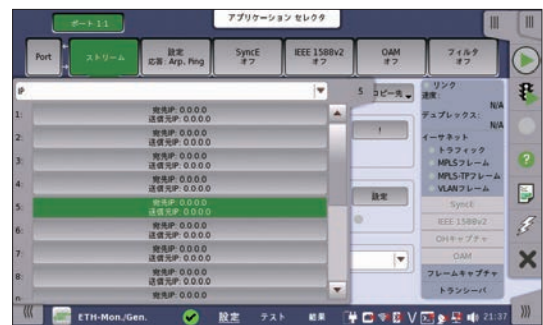 ポート 1:1
アプリケーション セレクタ
Port
ストリーム
設定
応答: Arp, Ping
SyncE
オフ
IEEE 1588v2
オフ
OAM
オフ
フィルタ
オフ
IP
5
コピー先
リンク
速度:
N/A
デュプレックス:
N/A
イーサネット
トラフィック
MPLSフレーム
MPLS-TPフレーム
VLANフレーム
SyncE
IEEE 1588v2
OHキャプチャ
OAM
フレームキャプチャ
トランシーバ
1:
宛先IP: 0.0.0.0
送信元IP: 0.0.0.0
2:
宛先IP: 0.0.0.0
送信元IP: 0.0.0.0
3:
宛先IP: 0.0.0.0
送信元IP: 0.0.0.0
4:
宛先IP: 0.0.0.0
送信元IP: 0.0.0.0
5:
宛先IP: 0.0.0.0
送信元IP: 0.0.0.0
6:
宛先IP: 0.0.0.0
送信元IP: 0.0.0.0
7:
宛先IP: 0.0.0.0
送信元IP: 0.0.0.0
8:
宛先IP: 0.0.0.0
送信元IP: 0.0.0.0
宛先IP: 0.0.0.0
!
設定
ETH-Mon./Gen.
設定
テスト
結果
21:37